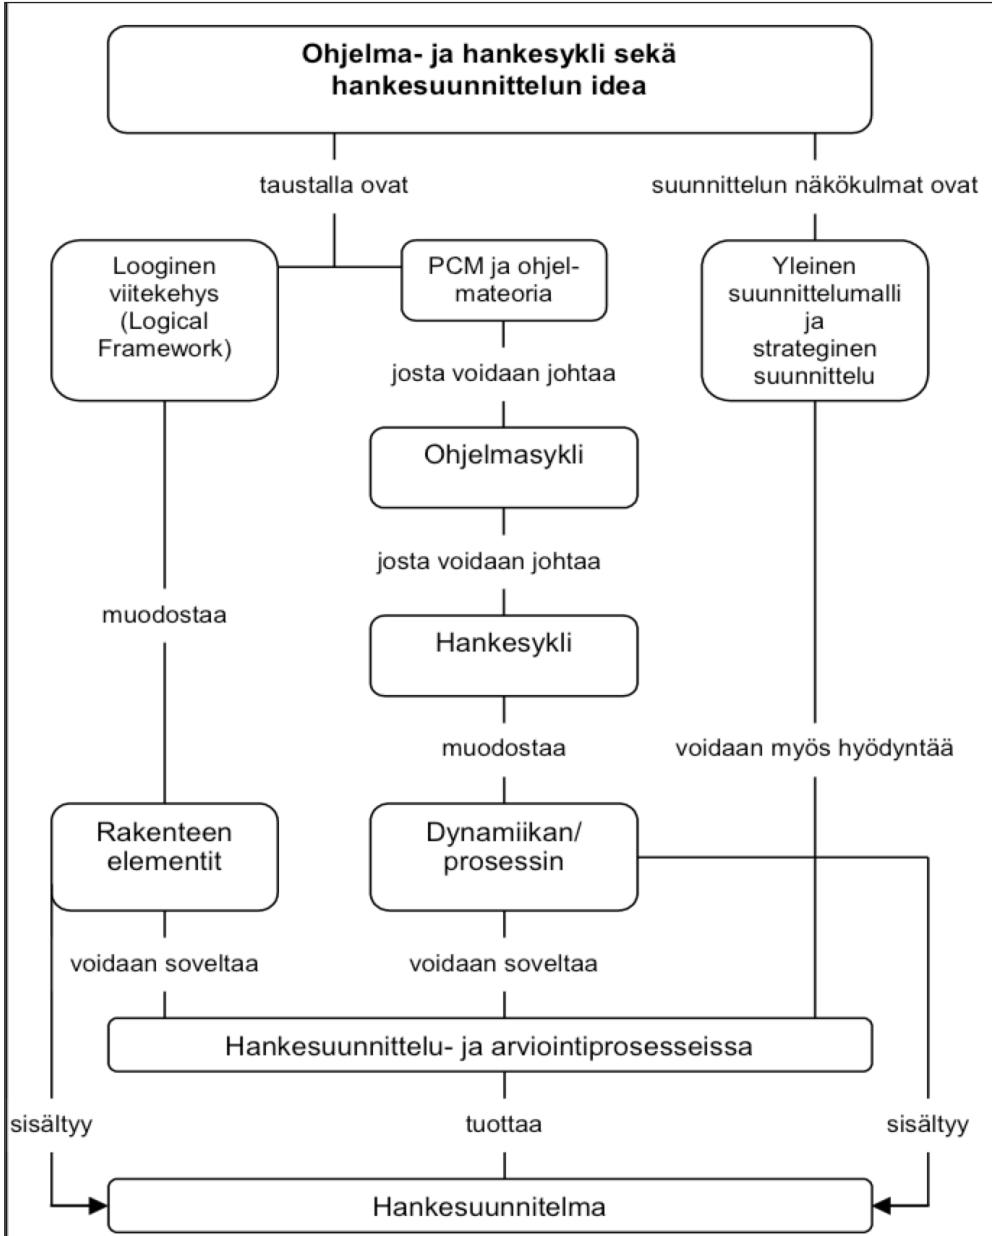 Ohjelma- ja hankesykli sekä
hankesuunnittelun idea
taustalla ovat
suunnittelun näkökulmat ovat
Looginen
viitekehys
(Logical
Framework)
PCM ja ohjel-
mateoria
Yleinen
suunnittelumalli
ja
strateginen
suunnittelu
josta voidaan johtaa
Ohjelmasykli
josta voidaan johtaa
muodostaa
Hankesykli
muodostaa
voidaan myös hyödyntää
Rakenteen
elementit
Dynamiikan/
prosessin
voidaan soveltaa
voidaan soveltaa
Hankesuunnittelu- ja arviointiprosesseissa
sisältyy
tuottaa
sisältyy
Hankesuunnitelma